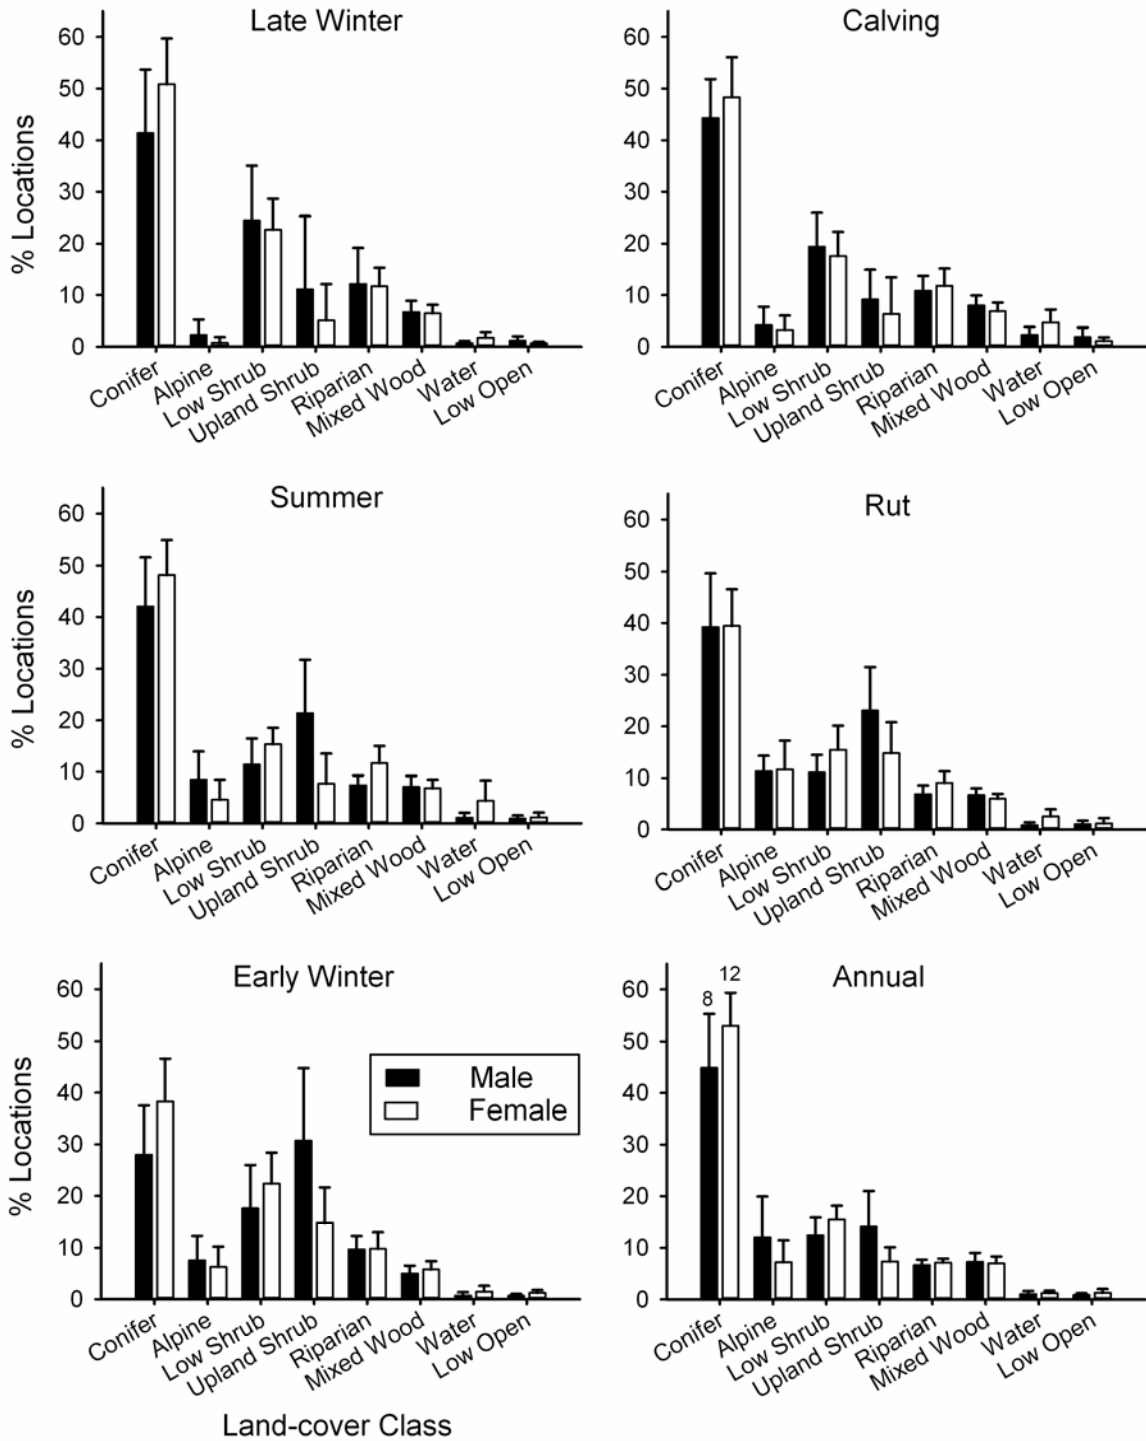 Late Winter
% Locations
60
50
40
30
20
10
0
Conifer
Alpine
Low Shrub
Upland Shrub
Riparian
Mixed Wood
Water
Low Open
Calving
60
50
40
30
20
10
0
Conifer
Alpine
Low Shrub
Upland Shrub
Riparian
Mixed Wood
Water
Low Open
Summer
% Locations
60
50
40
30
20
10
0
Conifer
Alpine
Low Shrub
Upland Shrub
Riparian
Mixed Wood
Water
Low Open
Rut
60
50
40
30
20
10
0
Conifer
Alpine
Low Shrub
Upland Shrub
Riparian
Mixed Wood
Water
Low Open
Early Winter
% Locations
60
50
40
30
20
10
0
Male
Female
Conifer
Alpine
Low Shrub
Upland Shrub
Riparian
Mixed Wood
Water
Low Open
Land-cover Class
Annual
8
12
60
50
40
30
20
10
0
Conifer
Alpine
Low Shrub
Upland Shrub
Riparian
Mixed Wood
Water
Low Open